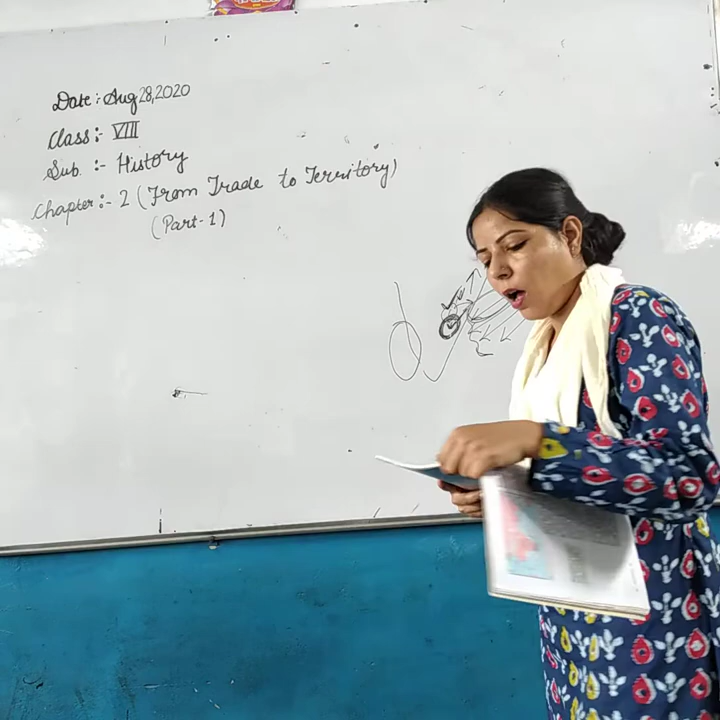 Date:- Aug 28, 2020
Class:- VIII
Sub. :- History
Chapter:- 2 (From Trade to Territory)
(Part-1)